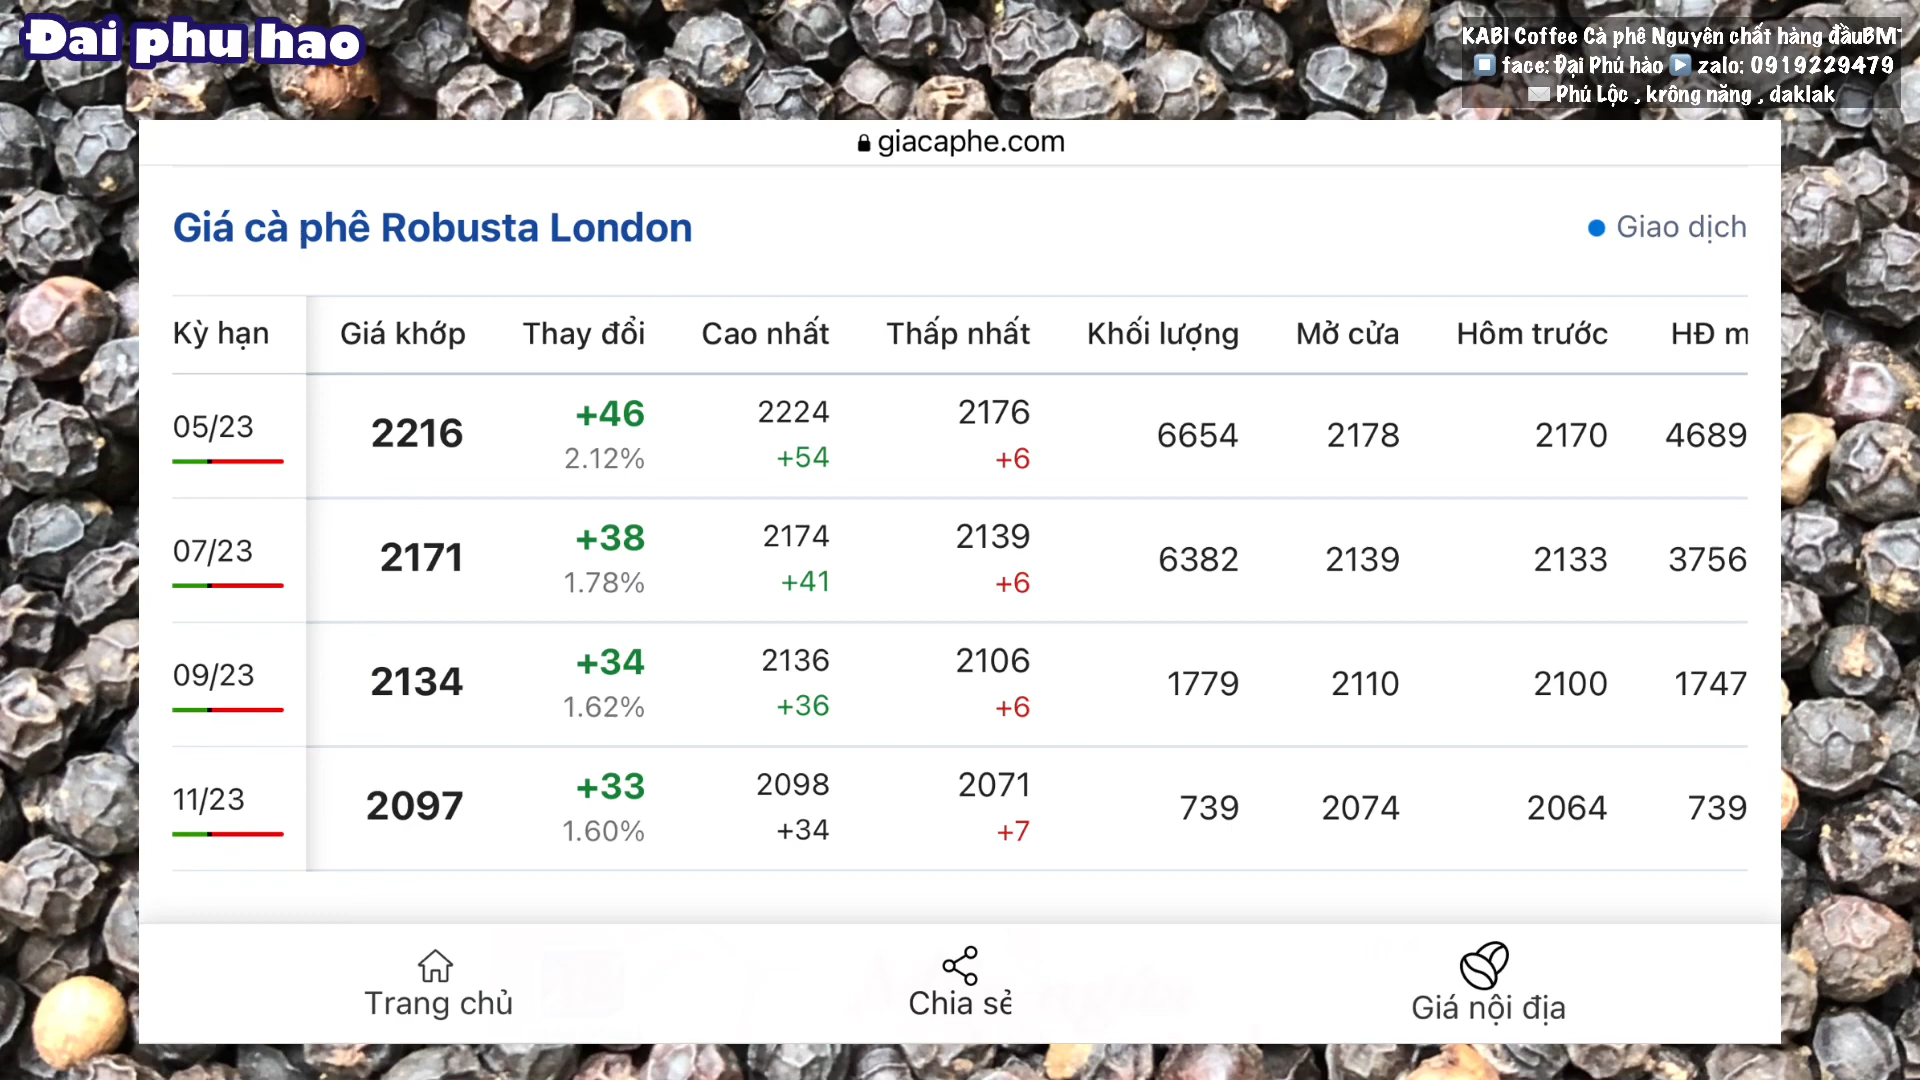 Đai phu hao
KABI Coffee Cà phê Nguyên chất hàng đầuBM
face: Đại Phú hào zalo: 0919229479
Phú Lộc , krông năng , daklak
giacaphe.com
Giá cà phê Robusta London
Giao dịch
Kỳ hạn Giá khớp Thay đổi Cao nhất Thấp nhất Khối lượng Mở cửa Hôm trước HĐ m
05/23 2216 +46 2224 2176 6654 2178 2170 4689
2.12% +54 +6
07/23 2171 +38 2174 2139 6382 2139 2133 3756
1.78% +41 +6
09/23 2134 +34 2136 2106 1779 2110 2100 1747
1.62% +36 +6
11/23 2097 +33 2098 2071 739 2074 2064 739
1.60% +34 +7
Trang chủ Chia sẻ Giá nội địa